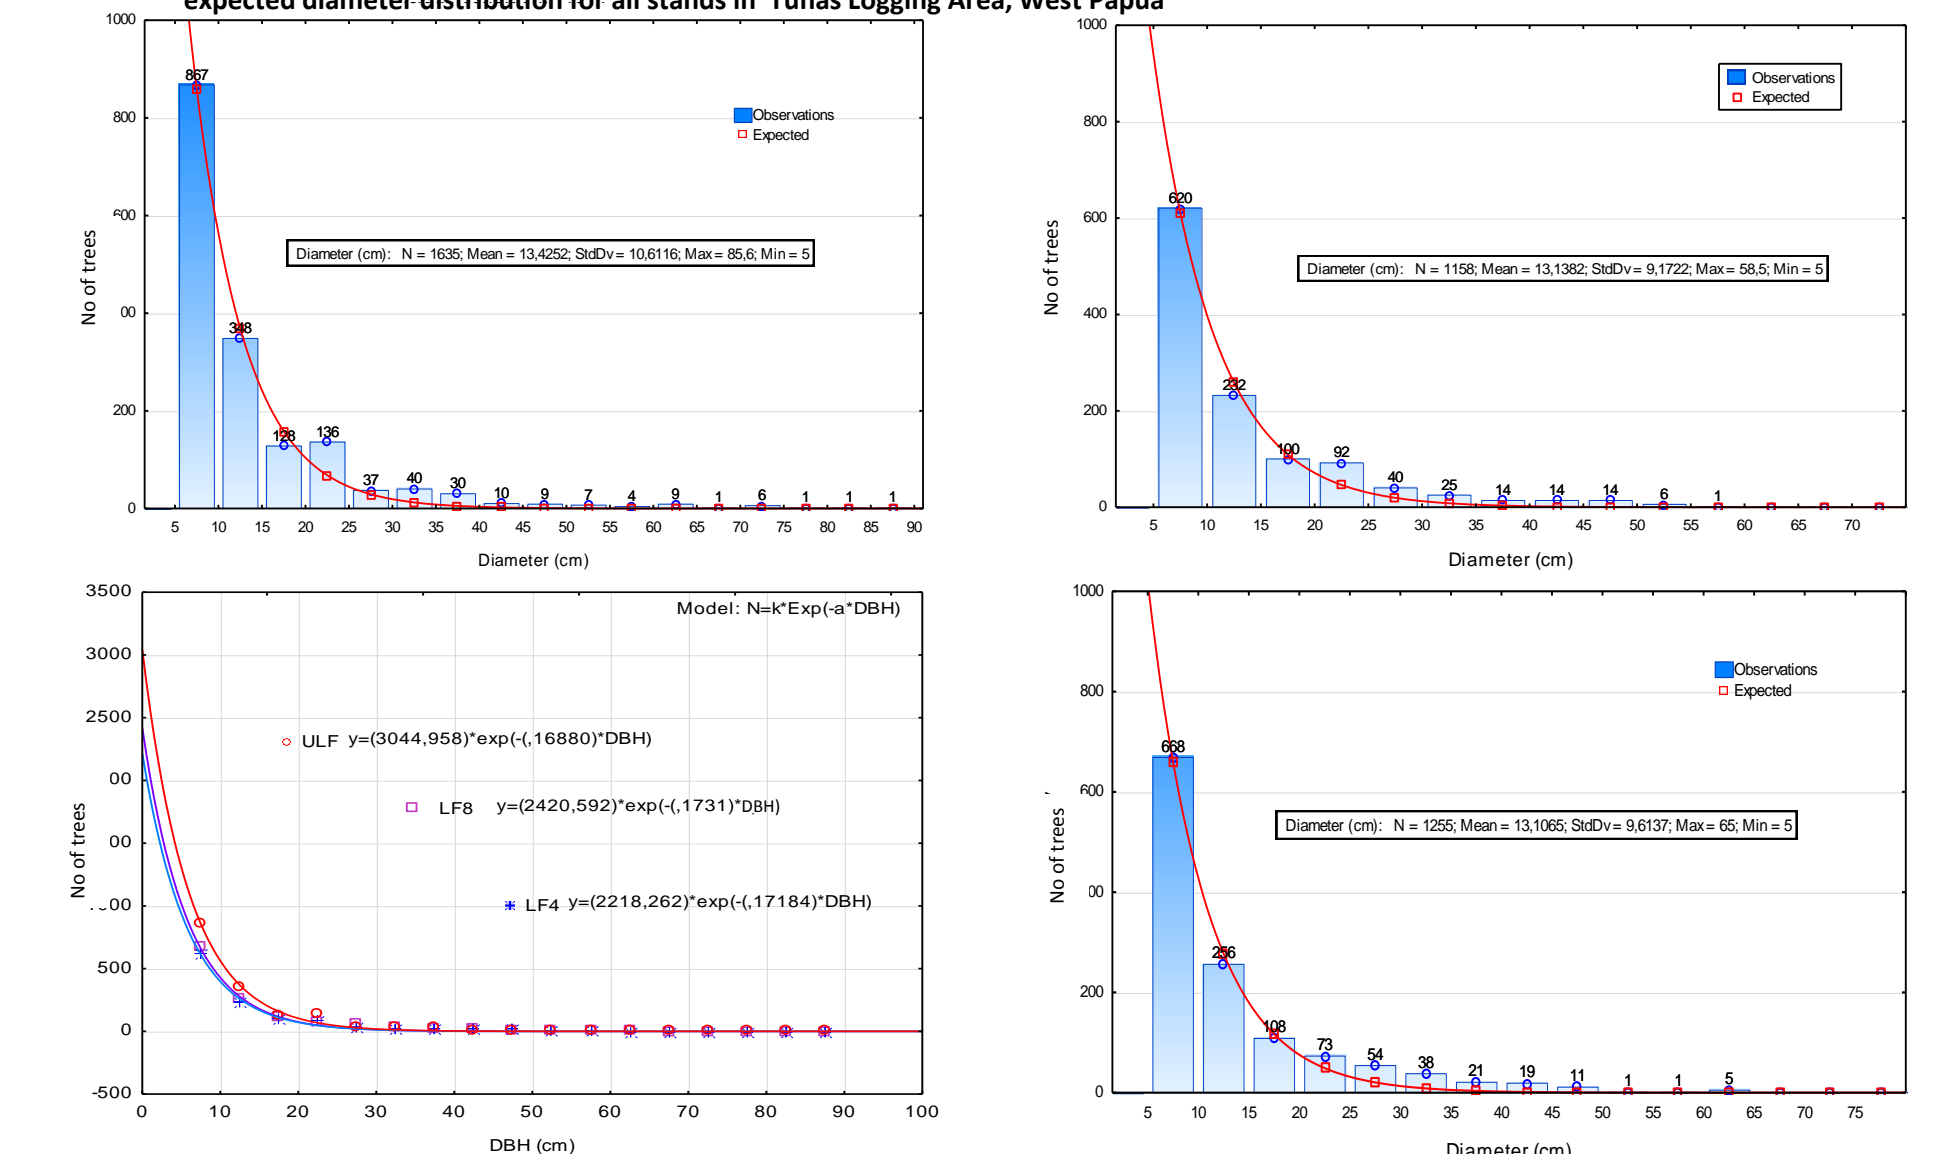 expected diameter distribution for all stands in Tunas Logging Area, West Papua
1000
800
600
00
200
0
No of trees
867
348
128
136
37
40
30
10
9
7
4
9
1
6
1
1
1
Observations
Expected
Diameter (cm): N = 1635; Mean = 13,4252; StdDv = 10,6116; Max = 85,6; Min = 5
5 10 15 20 25 30 35 40 45 50 55 60 65 70 75 80 85 90
Diameter (cm)
1000
800
600
400
200
0
No of trees
620
232
100
92
40
25
14
14
14
6
1
Observations
Expected
Diameter (cm): N = 1158; Mean = 13,1382; StdDv = 9,1722; Max = 58,5; Min = 5
5 10 15 20 25 30 35 40 45 50 55 60 65 70
Diameter (cm)
3500
3000
2500
00
00
00
500
0
-500
No of trees
Model: N=k*Exp(-a*DBH)
ULF y=(3044,958)*exp(-(,16880)*DBH)
LF8 y=(2420,592)*exp(-(,1731)*DBH)
LF4 y=(2218,262)*exp(-(,17184)*DBH)
0 10 20 30 40 50 60 70 80 90 100
DBH (cm)
1000
800
600
00
200
0
No of trees
668
256
108
73
54
38
21
19
11
1
1
5
Observations
Expected
Diameter (cm): N = 1255; Mean = 13,1065; StdDv = 9,6137; Max = 65; Min = 5
5 10 15 20 25 30 35 40 45 50 55 60 65 70 75
Diameter (cm)